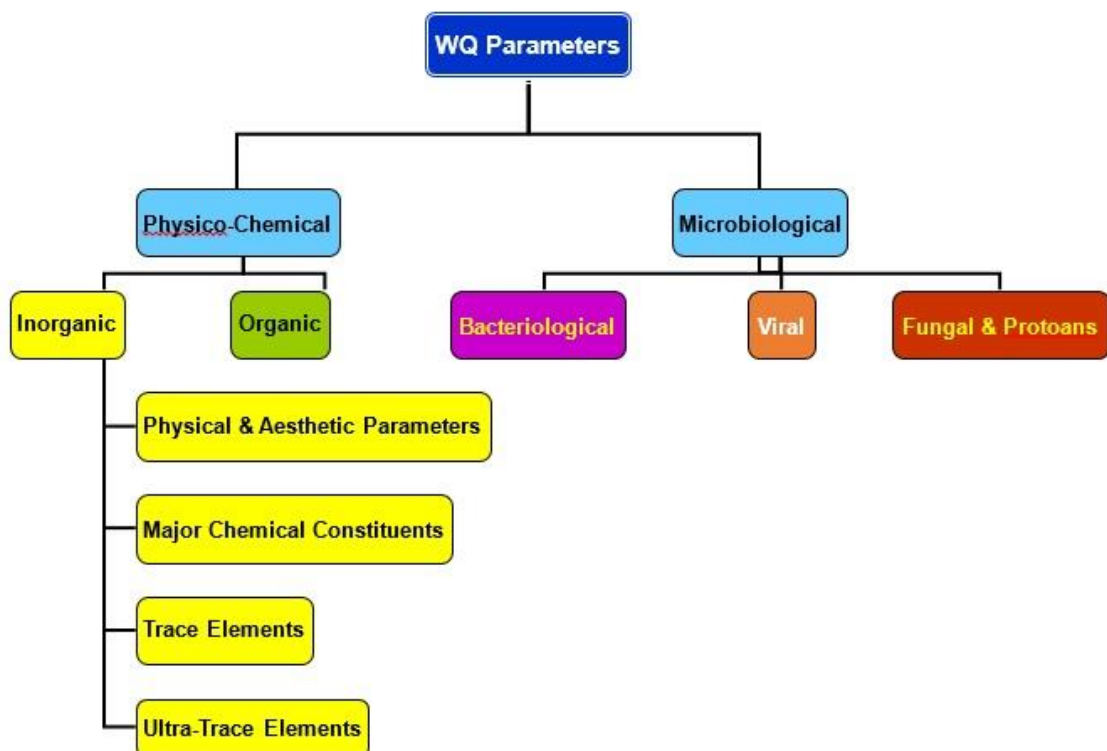 WQ Parameters
Physico-Chemical
Microbiological
Inorganic
Organic
Bacteriological
Viral
Fungal & Protoans
Physical & Aesthetic Parameters
Major Chemical Constituents
Trace Elements
Ultra-Trace Elements